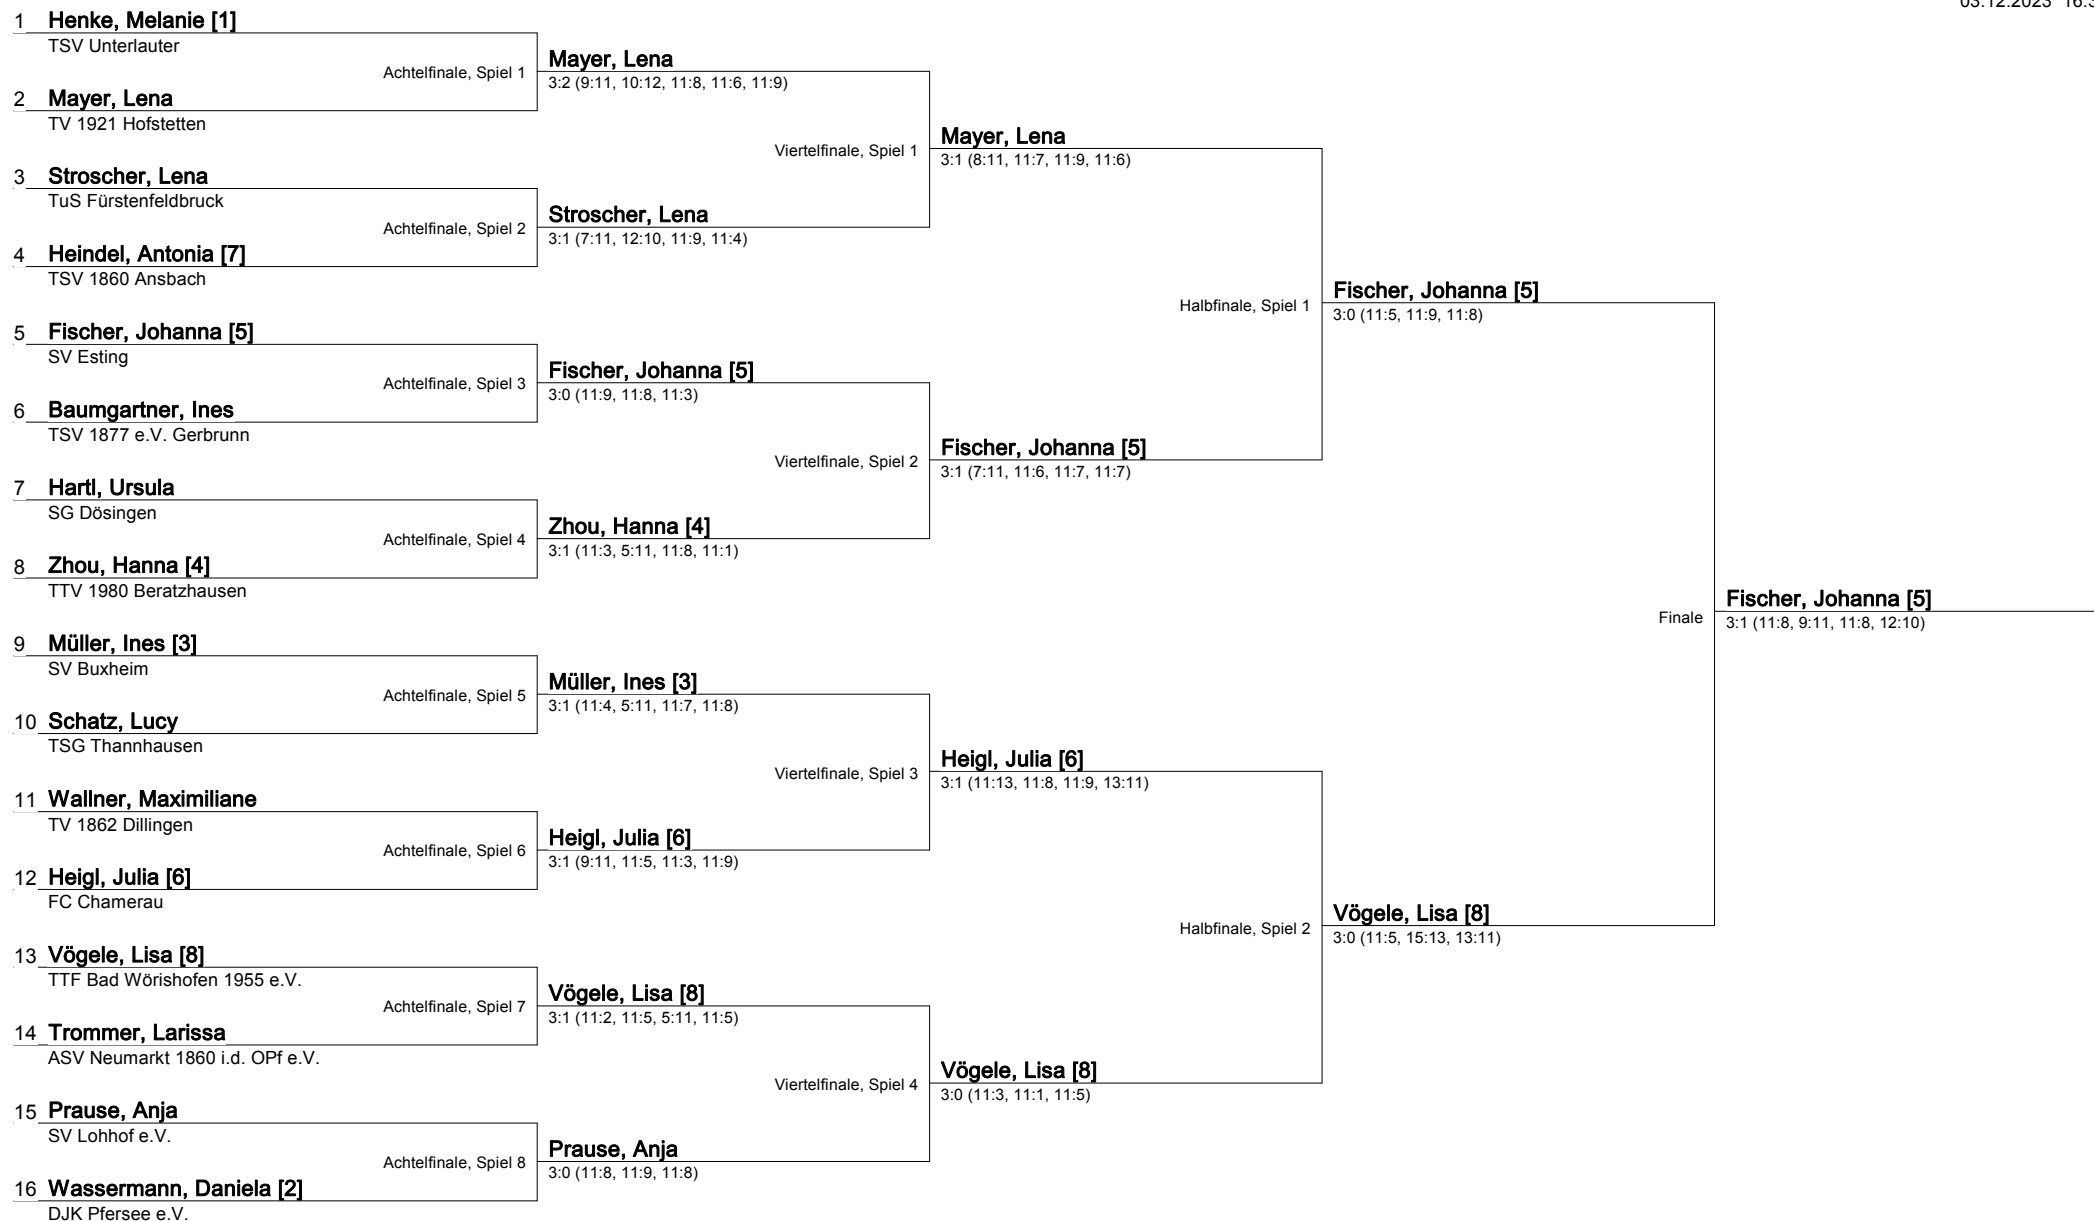 03.12.2023 16:3
1 Henke, Melanie [1]
TSV Unterlauter
Achtelfinale, Spiel 1
Mayer, Lena
3:2 (9:11, 10:12, 11:8, 11:6, 11:9)
2 Mayer, Lena
TV 1921 Hofstetten
Viertelfinale, Spiel 1
Mayer, Lena
3:1 (8:11, 11:7, 11:9, 11:6)
3 Stroscher, Lena
TuS Fürstenfeldbruck
Achtelfinale, Spiel 2
Stroscher, Lena
3:1 (7:11, 12:10, 11:9, 11:4)
4 Heindel, Antonia [7]
TSV 1860 Ansbach
Halbfinale, Spiel 1
Fischer, Johanna [5]
3:0 (11:5, 11:9, 11:8)
5 Fischer, Johanna [5]
SV Esting
Achtelfinale, Spiel 3
Fischer, Johanna [5]
3:0 (11:9, 11:8, 11:3)
6 Baumgartner, Ines
TSV 1877 e.V. Gerbrunn
Viertelfinale, Spiel 2
Fischer, Johanna [5]
3:1 (7:11, 11:6, 11:7, 11:7)
7 Hartl, Ursula
SG Dösingen
Achtelfinale, Spiel 4
Zhou, Hanna [4]
3:1 (11:3, 5:11, 11:8, 11:1)
8 Zhou, Hanna [4]
TTV 1980 Beratzhausen
Finale
Fischer, Johanna [5]
3:1 (11:8, 9:11, 11:8, 12:10)
9 Müller, Ines [3]
SV Buxheim
Achtelfinale, Spiel 5
Müller, Ines [3]
3:1 (11:4, 5:11, 11:7, 11:8)
10 Schatz, Lucy
TSG Thannhausen
Viertelfinale, Spiel 3
Heigl, Julia [6]
3:1 (11:13, 11:8, 11:9, 13:11)
11 Wallner, Maximiliane
TV 1862 Dillingen
Achtelfinale, Spiel 6
Heigl, Julia [6]
3:1 (9:11, 11:5, 11:3, 11:9)
12 Heigl, Julia [6]
FC Chamerau
Halbfinale, Spiel 2
Vögele, Lisa [8]
3:0 (11:5, 15:13, 13:11)
13 Vögele, Lisa [8]
TTF Bad Wörishofen 1955 e.V.
Achtelfinale, Spiel 7
Vögele, Lisa [8]
3:1 (11:2, 11:5, 5:11, 11:5)
14 Trommer, Larissa
ASV Neumarkt 1860 i.d. OPf e.V.
Viertelfinale, Spiel 4
Vögele, Lisa [8]
3:0 (11:3, 11:1, 11:5)
15 Prause, Anja
SV Lohhof e.V.
Achtelfinale, Spiel 8
Prause, Anja
3:0 (11:8, 11:9, 11:8)
16 Wassermann, Daniela [2]
DJK Pfersee e.V.